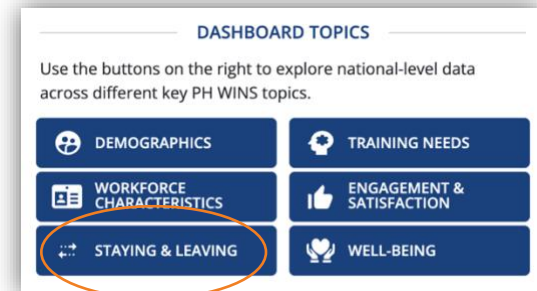 DASHBOARD TOPICS
Use the buttons on the right to explore national-level data
across different key PH WINS topics.
DEMOGRAPHICS
TRAINING NEEDS
WORKFORCE
CHARACTERISTICS
ENGAGEMENT &
SATISFACTION
STAYING & LEAVING
WELL-BEING